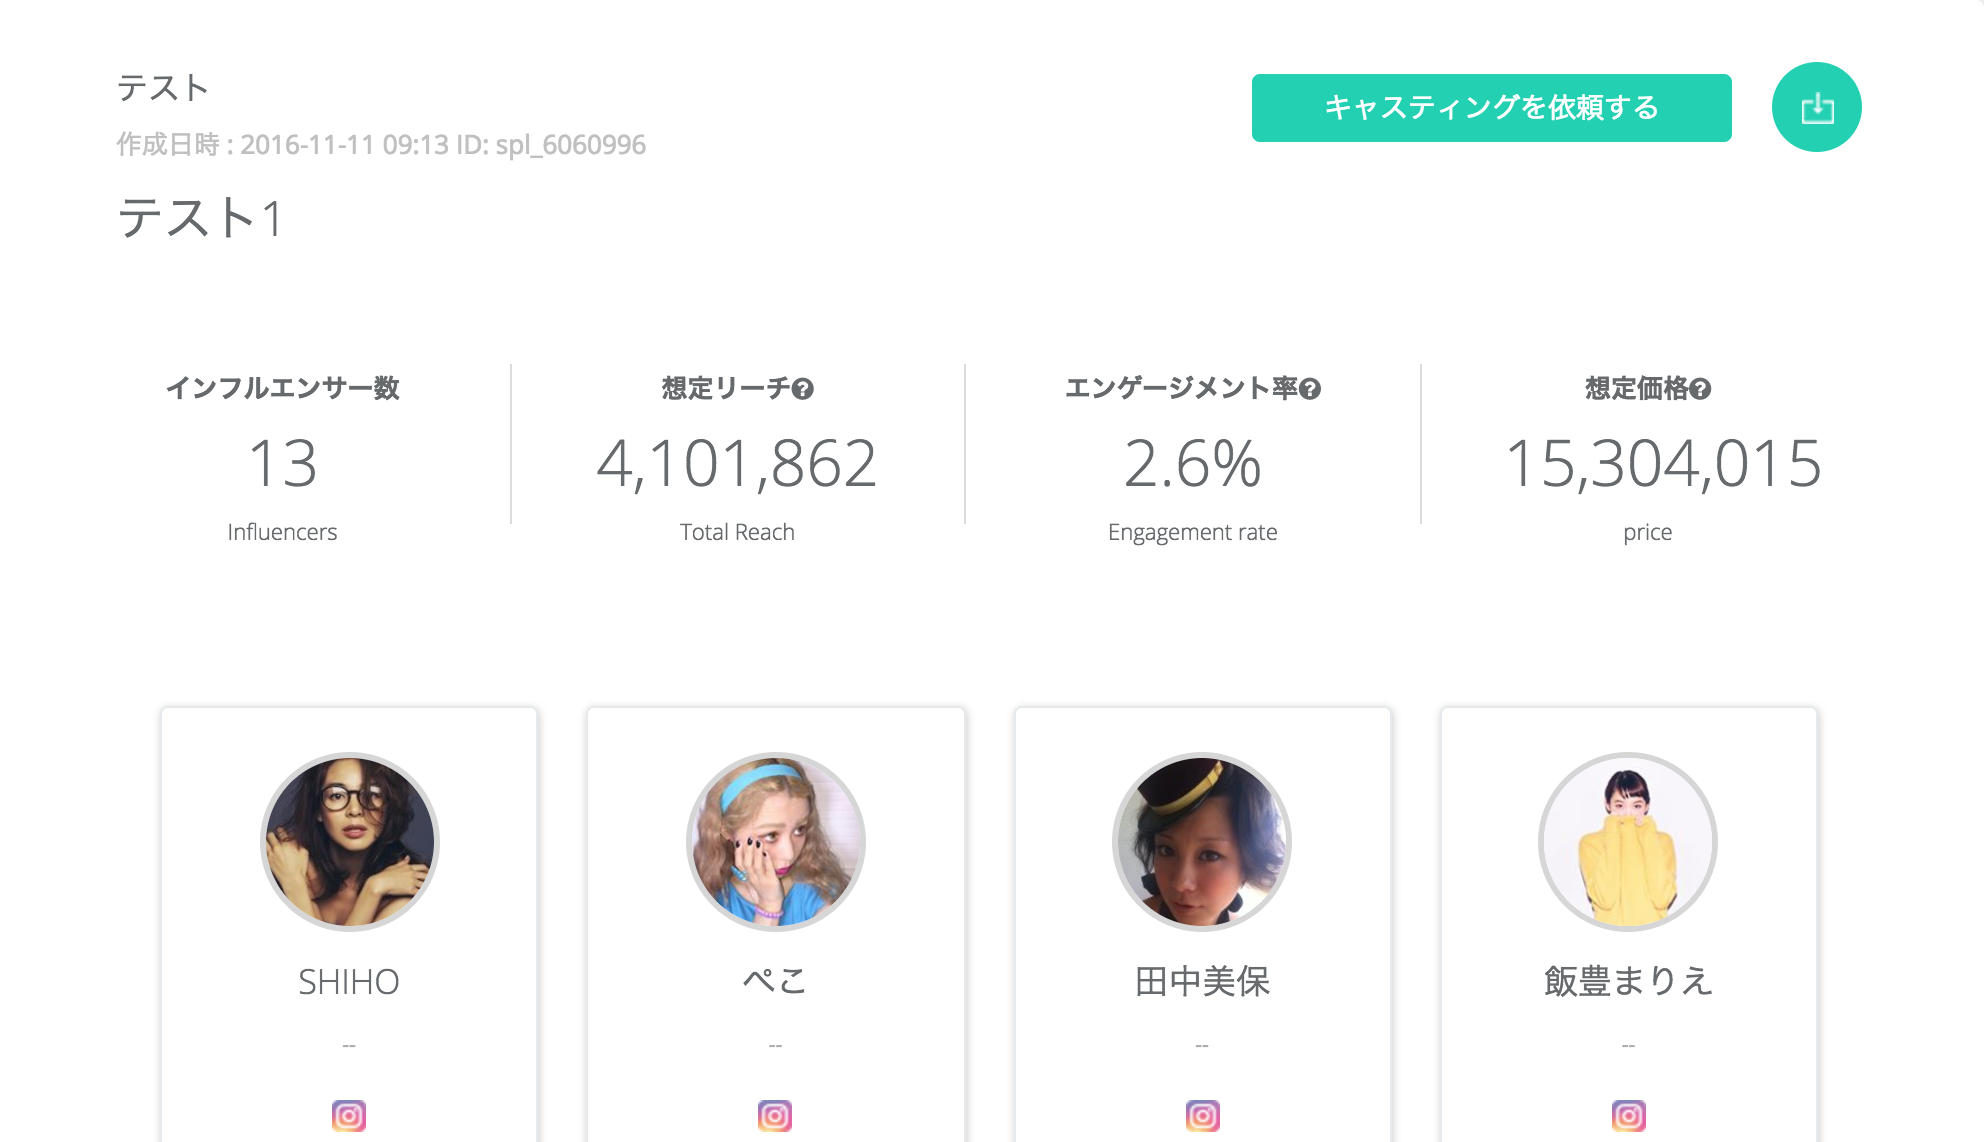 テスト
キャスティングを依頼する
作成日時 : 2016-11-11 09:13 ID: spl_6060996
テスト1
インフルエンサー数
13
Influencers
想定リーチ
4,101,862
Total Reach
エンゲージメント率
2.6%
Engagement rate
想定価格
15,304,015
price
SHIHO
--
ぺこ
--
田中美保
--
飯豊まりえ
--